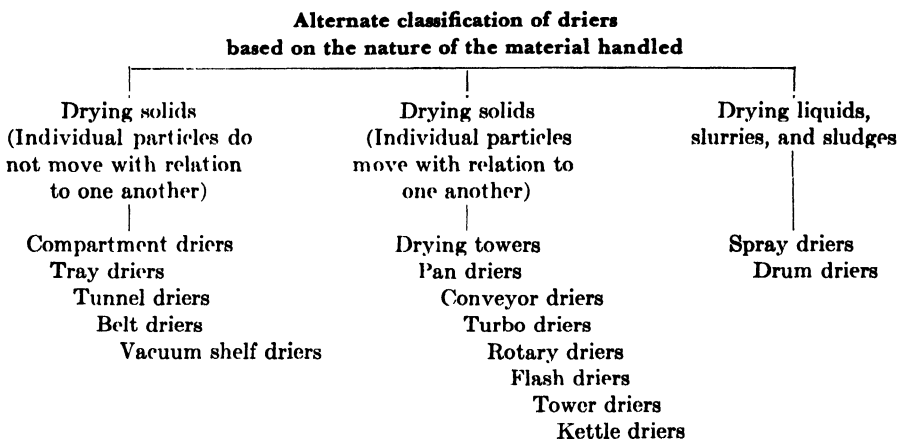 Alternate classification of driers
based on the nature of the material handled
Drying solids
(Individual particles do
not move with relation
to one another)
Drying solids
(Individual particles
move with relation to
one another)
Drying liquids,
slurries, and sludges
Compartment driers
Tray driers
Tunnel driers
Belt driers
Vacuum shelf driers
Drying towers
Pan driers
Conveyor driers
Turbo driers
Rotary driers
Flash driers
Tower driers
Kettle driers
Spray driers
Drum driers